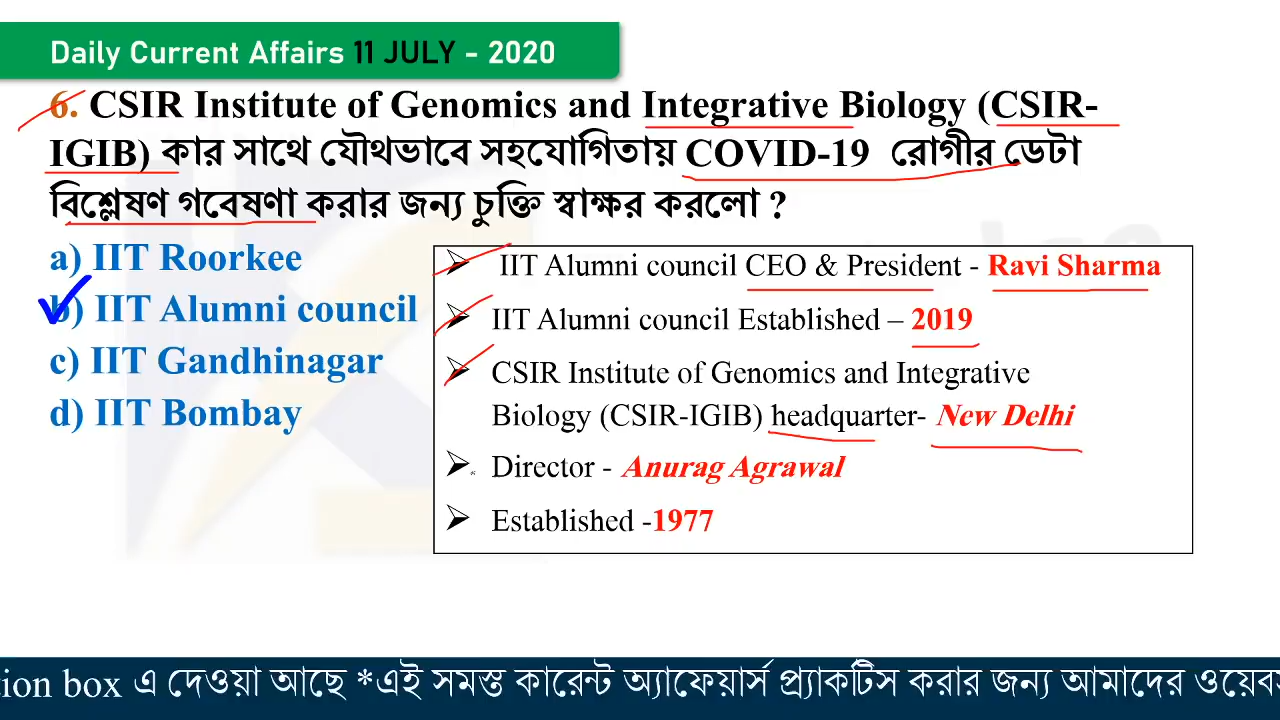 Daily Current Affairs 11 JULY - 2020
6. CSIR Institute of Genomics and Integrative Biology (CSIR-
IGIB) কার সাথে যৌথভাবে সহযোগিতায় COVID-19 রোগীর ডেটা
বিশ্লেষণ গবেষণা করার জন্য চুক্তি স্বাক্ষর করলো ?
a) IIT Roorkee
b) IIT Alumni council
c) IIT Gandhinagar
d) IIT Bombay
IIT Alumni council CEO & President - Ravi Sharma
IIT Alumni council Established – 2019
CSIR Institute of Genomics and Integrative
Biology (CSIR-IGIB) headquarter- New Delhi
Director - Anurag Agrawal
Established -1977
tion box এ দেওয়া আছে *এই সমস্ত কারেন্ট অ্যাফেয়ার্স প্র্যাকটিস করার জন্য আমাদের